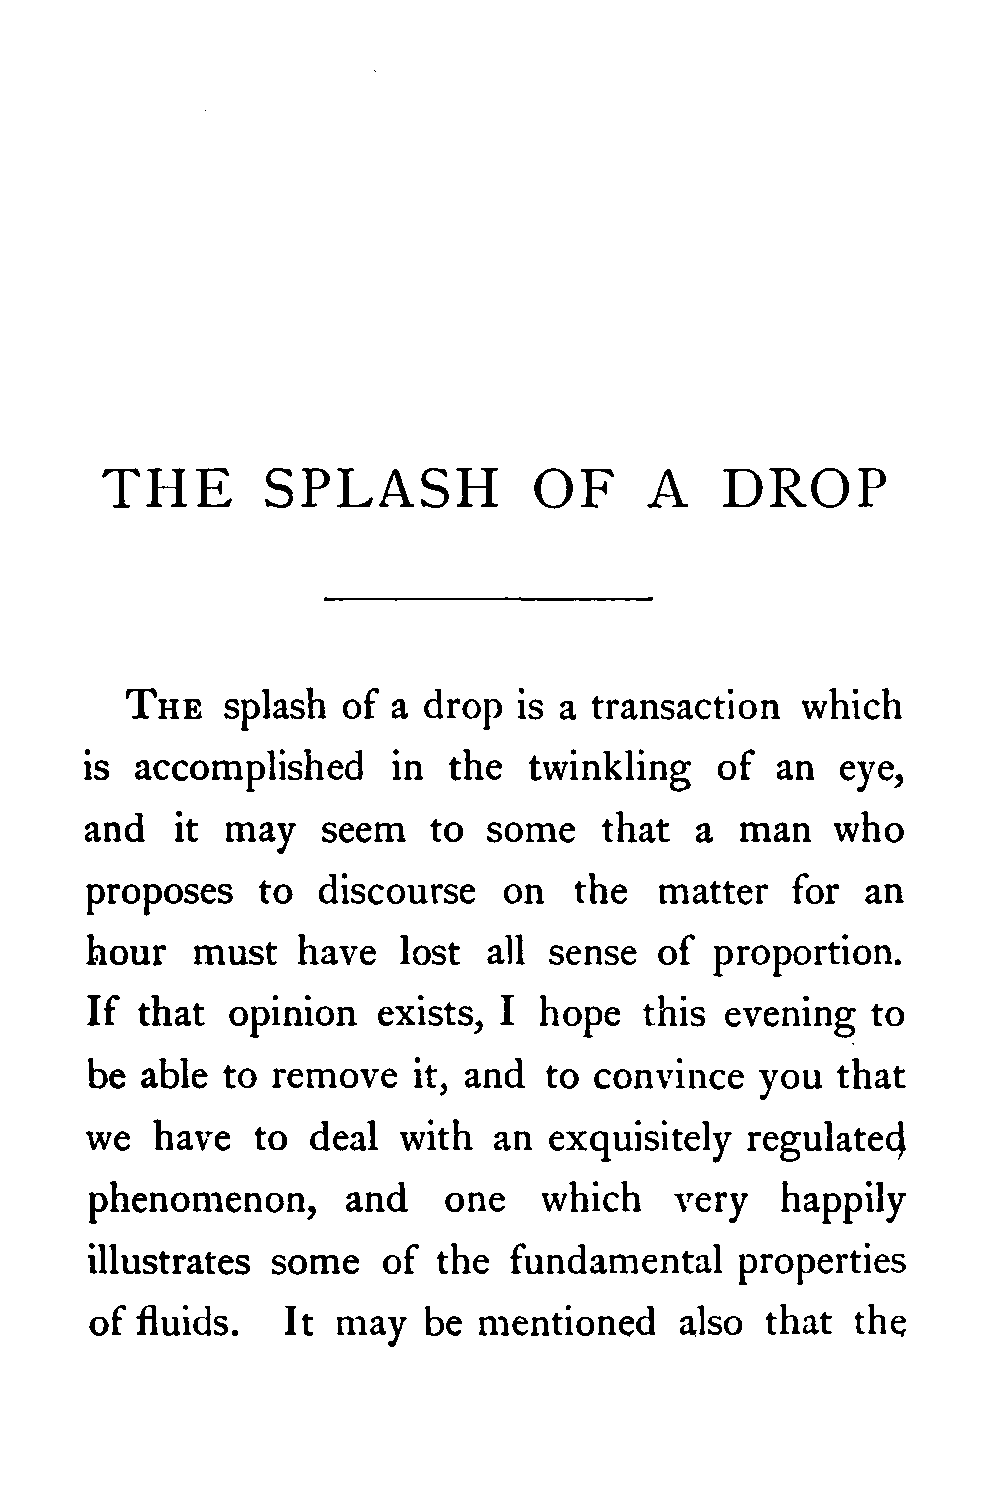 THE SPLASH OF A DROP
THE splash of a drop is a transaction which
is accomplished in the twinkling of an eye,
and it may seem to some that a man who
proposes to discourse on the matter for an
hour must have lost all sense of proportion.
If that opinion exists, I hope this evening to
be able to remove it, and to convince you that
we have to deal with an exquisitely regulated
phenomenon, and one which very happily
illustrates some of the fundamental properties
of fluids. It may be mentioned also that the